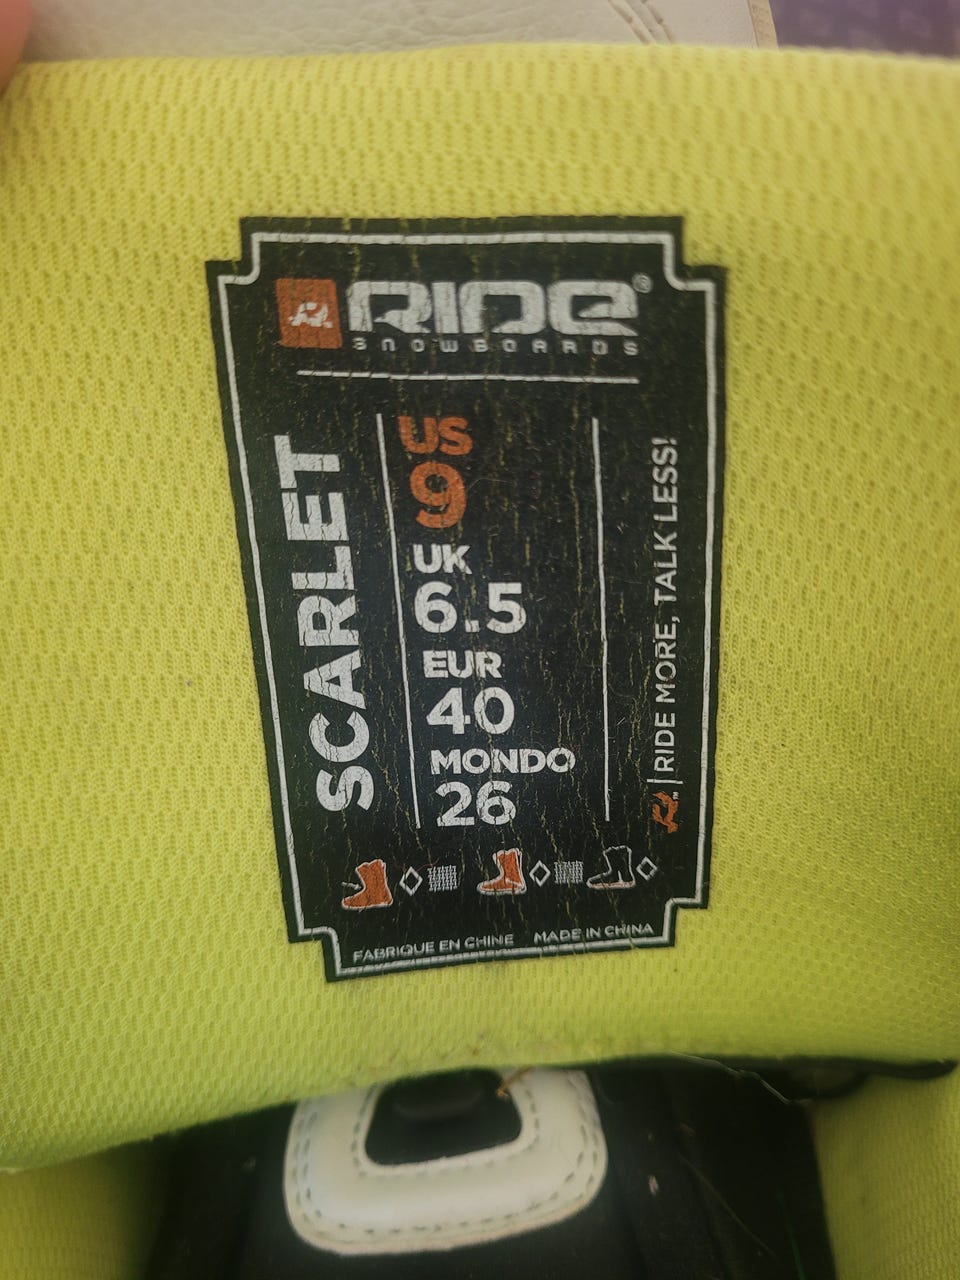 RIDE®
SNOWBOARDS
SCARLET
US
9
UK
6.5
EUR
40
MONDO
26
RIDE MORE, TALK LESS!
FABRIQUE EN CHINE MADE IN CHINA